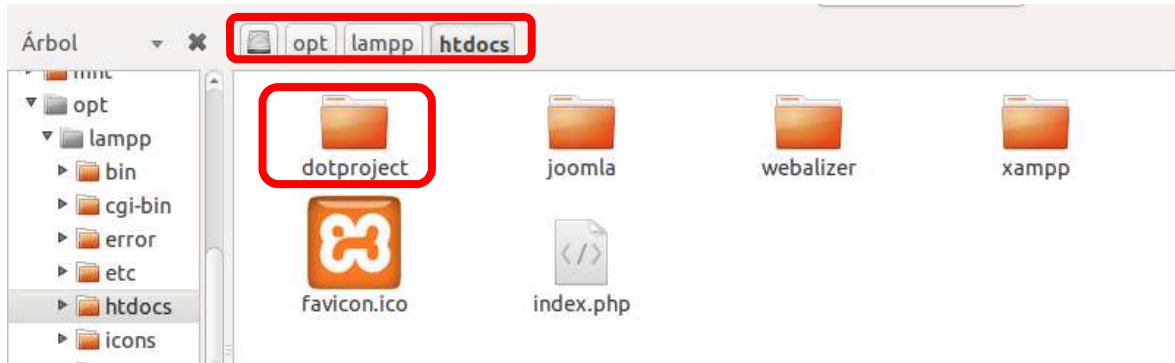 Árbol
opt lampp htdocs
mnt
opt
lampp
bin
cgi-bin
error
etc
htdocs
icons
dotproject joomla webalizer xampp
favicon.ico index.php